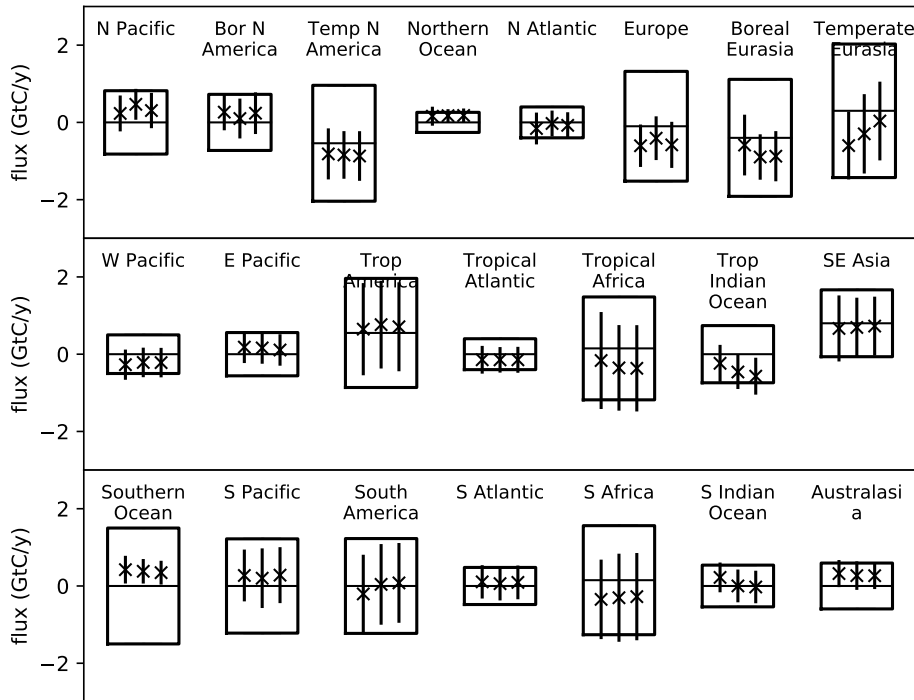 flux (GtC/y)
2
0
−2
N Pacific
Bor N
America
Temp N
America
Northern
Ocean
N Atlantic
Europe
Boreal
Eurasia
Temperate
Eurasia
flux (GtC/y)
2
0
−2
W Pacific
E Pacific
Trop
America
Tropical
Atlantic
Tropical
Africa
Trop
Indian
Ocean
SE Asia
flux (GtC/y)
2
0
−2
Southern
Ocean
S Pacific
South
America
S Atlantic
S Africa
S Indian
Ocean
Australasi
a